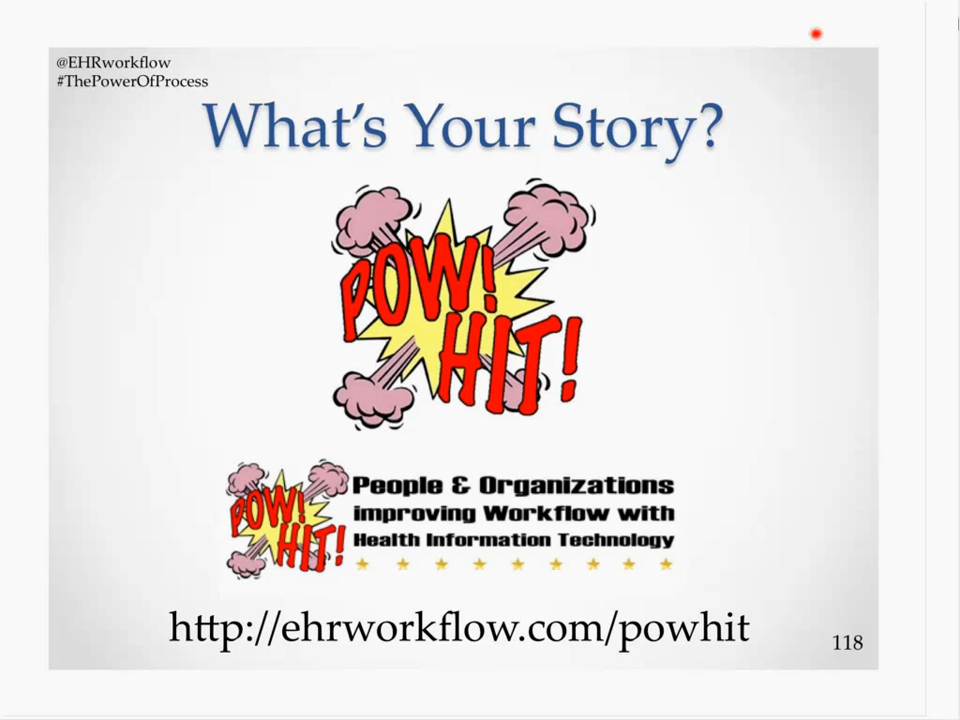 @EHRworkflow
#ThePowerOfProcess
What's Your Story?
POW!
HIT!
POW!
HIT!
People & Organizations
improving Workflow with
Health Information Technology
http://ehrworkflow.com/powhit
118